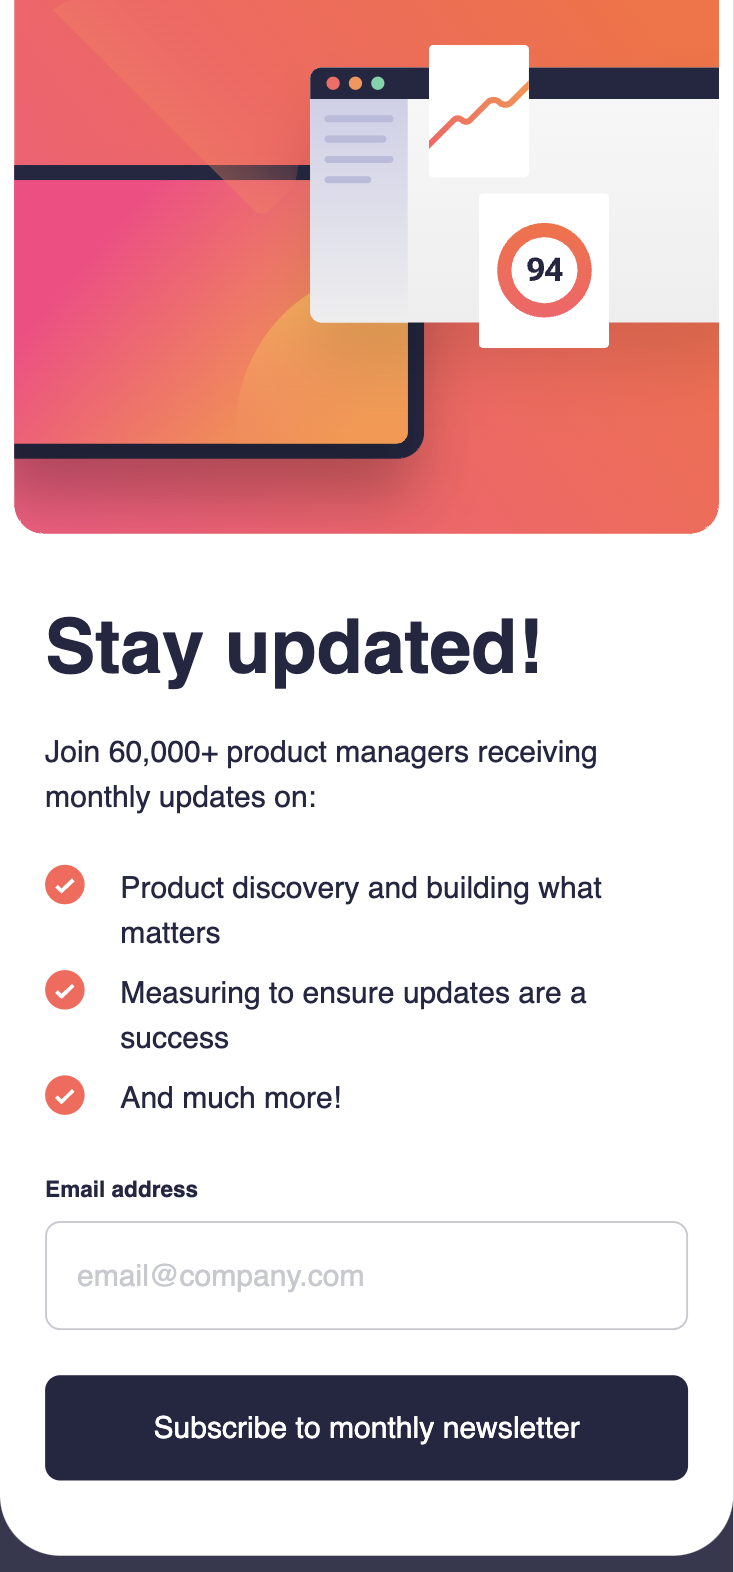 94
Stay updated!
Join 60,000+ product managers receiving
monthly updates on:
Product discovery and building what
matters
Measuring to ensure updates are a
success
And much more!
Email address
email@company.com
Subscribe to monthly newsletter